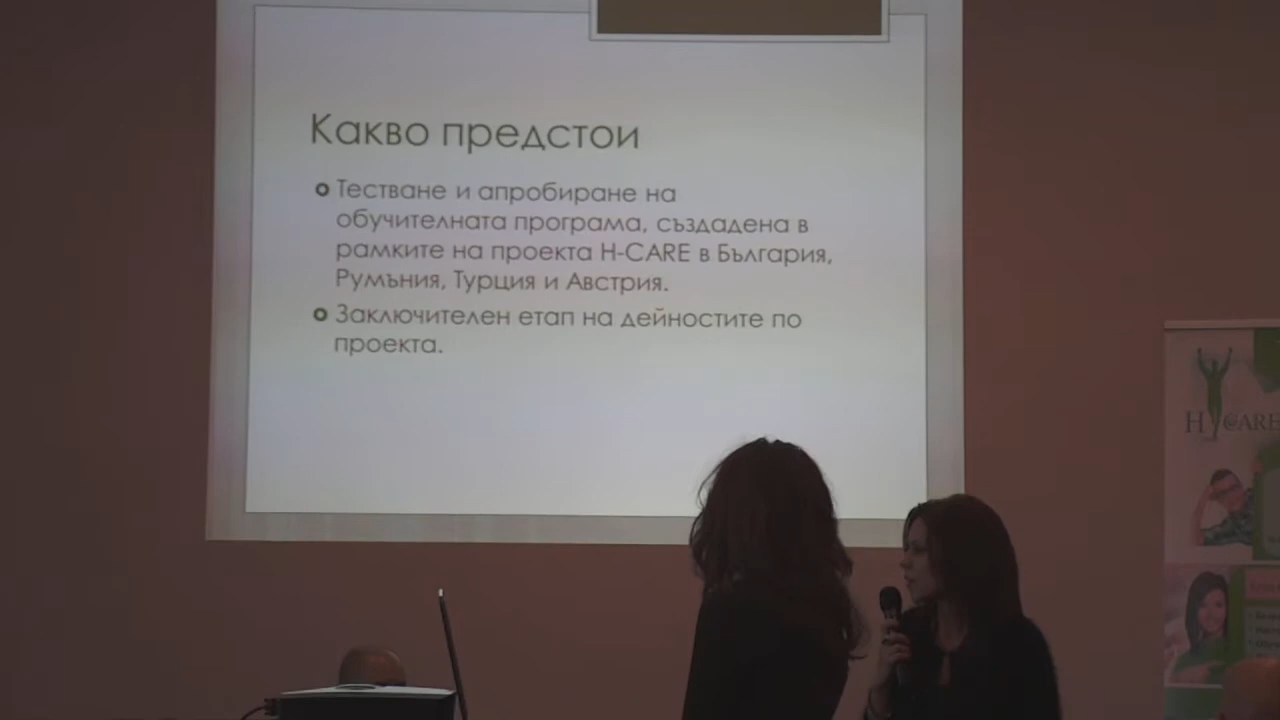 Какво предстои
Тестване и апробиране на
обучителната програма, създадена в
рамките на проекта H-CARE в България,
Румъния, Турция и Австрия.
Заключителен етап на дейностите по
проекта.
H @CARE